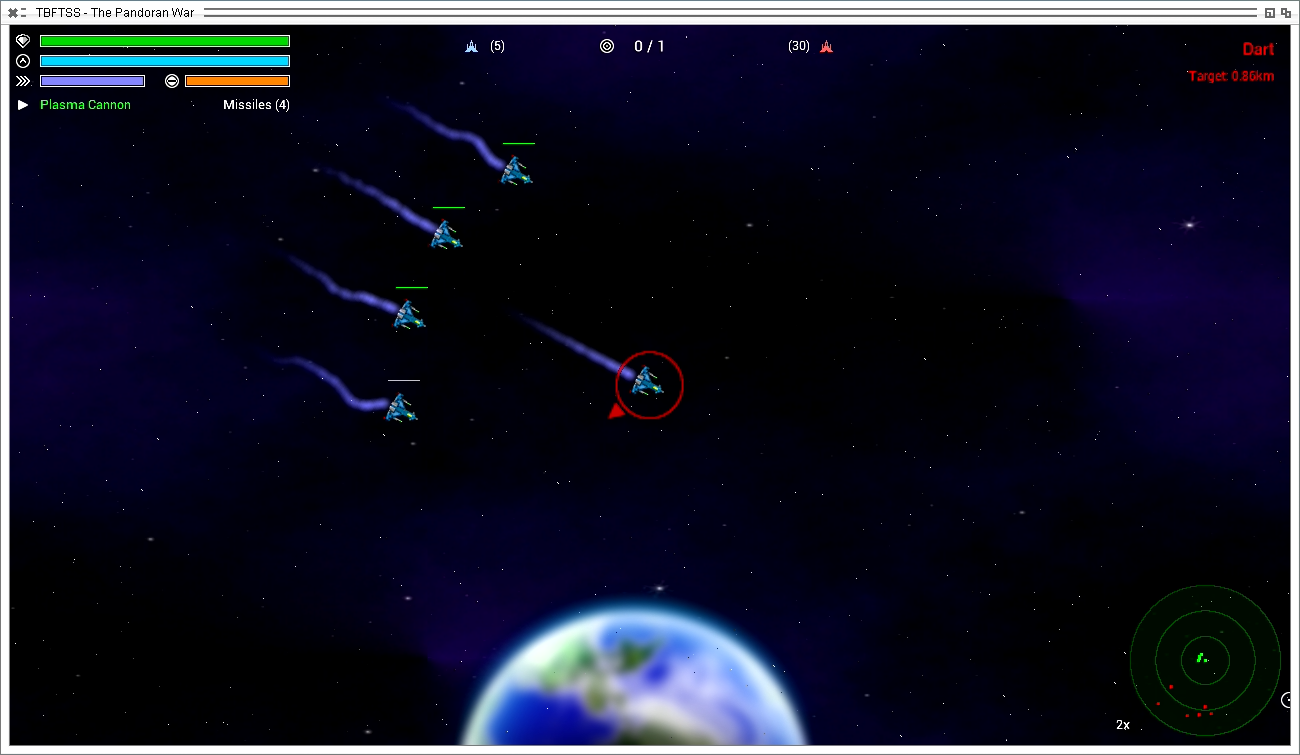 TBFTSS - The Pandoran War
(5) 0 / 1 (30)
Dart
Target: 0.86km
Plasma Cannon Missiles (4)
2x